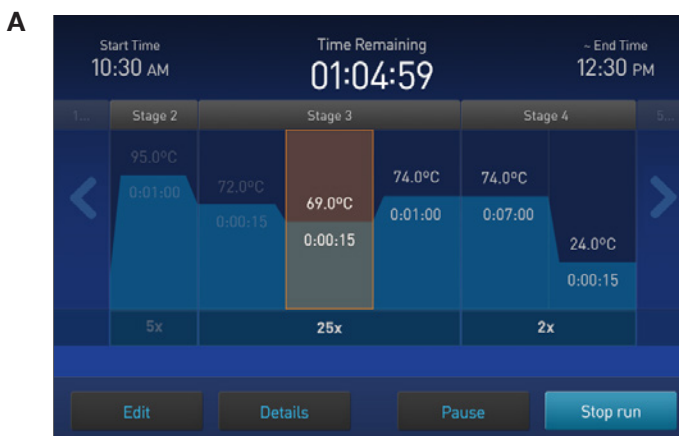 A
Start Time
Time Remaining
~ End Time
10:30 AM
01:04:59
12:30 PM
1...
Stage 2
Stage 3
Stage 4
5...
95.0°C
0:01:00
72.0°C
0:00:15
69.0°C
0:00:15
74.0°C
0:01:00
74.0°C
0:07:00
24.0°C
0:00:15
5x
25x
2x
Edit
Details
Pause
Stop run